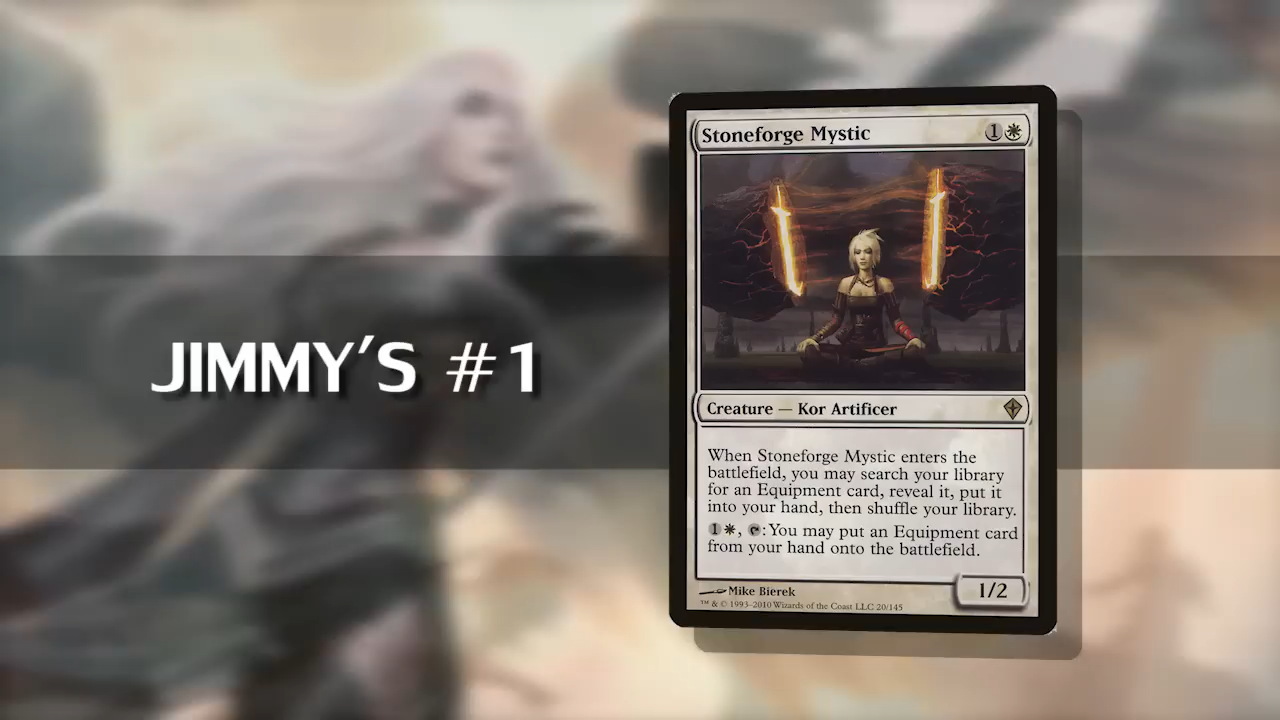 JIMMY'S #1
Stoneforge Mystic 1
Creature — Kor Artificer
When Stoneforge Mystic enters the
battlefield, you may search your library
for an Equipment card, reveal it, put it
into your hand, then shuffle your library.
1 , : You may put an Equipment card
from your hand onto the battlefield.
1/2
Mike Bierek
™ & © 1993–2010 Wizards of the Coast LLC 20/145